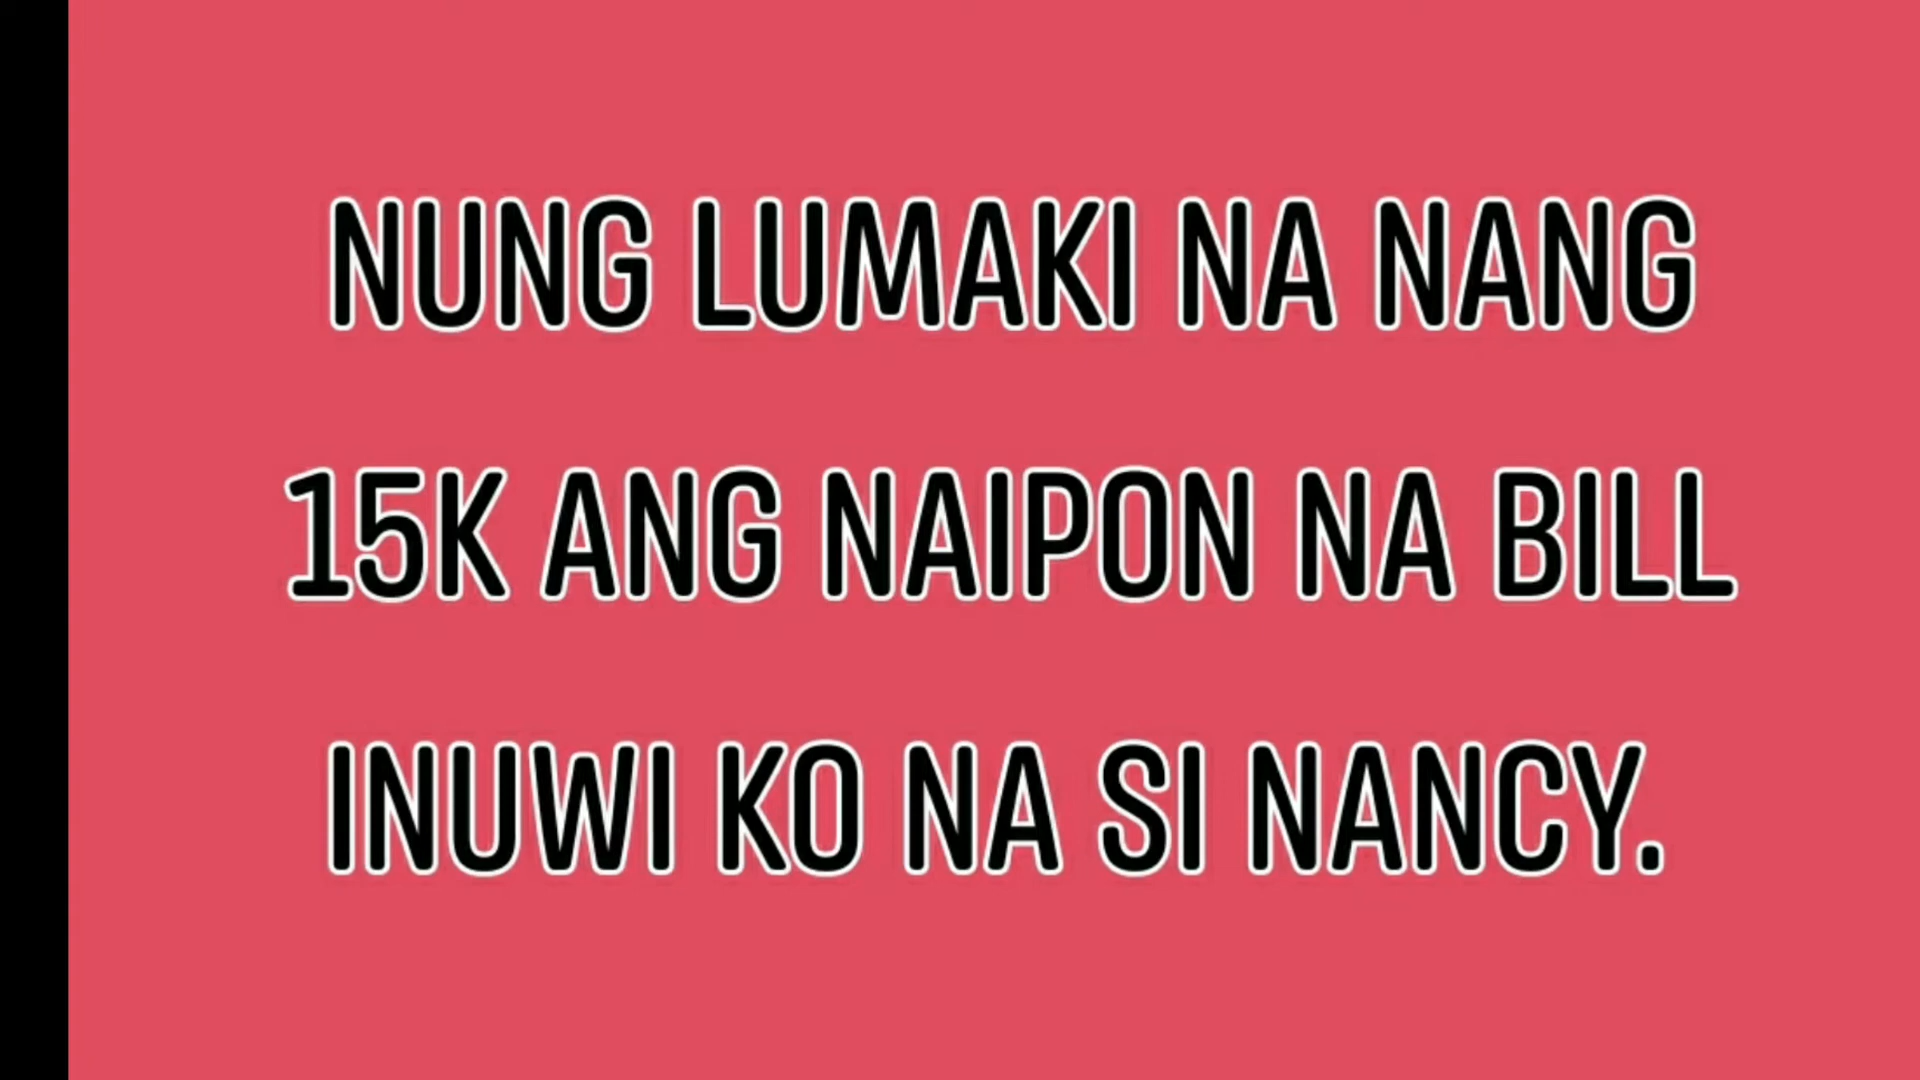 NUNG LUMAKI NA NANG
15K ANG NAIPON NA BILL
INUWI KO NA SI NANCY.